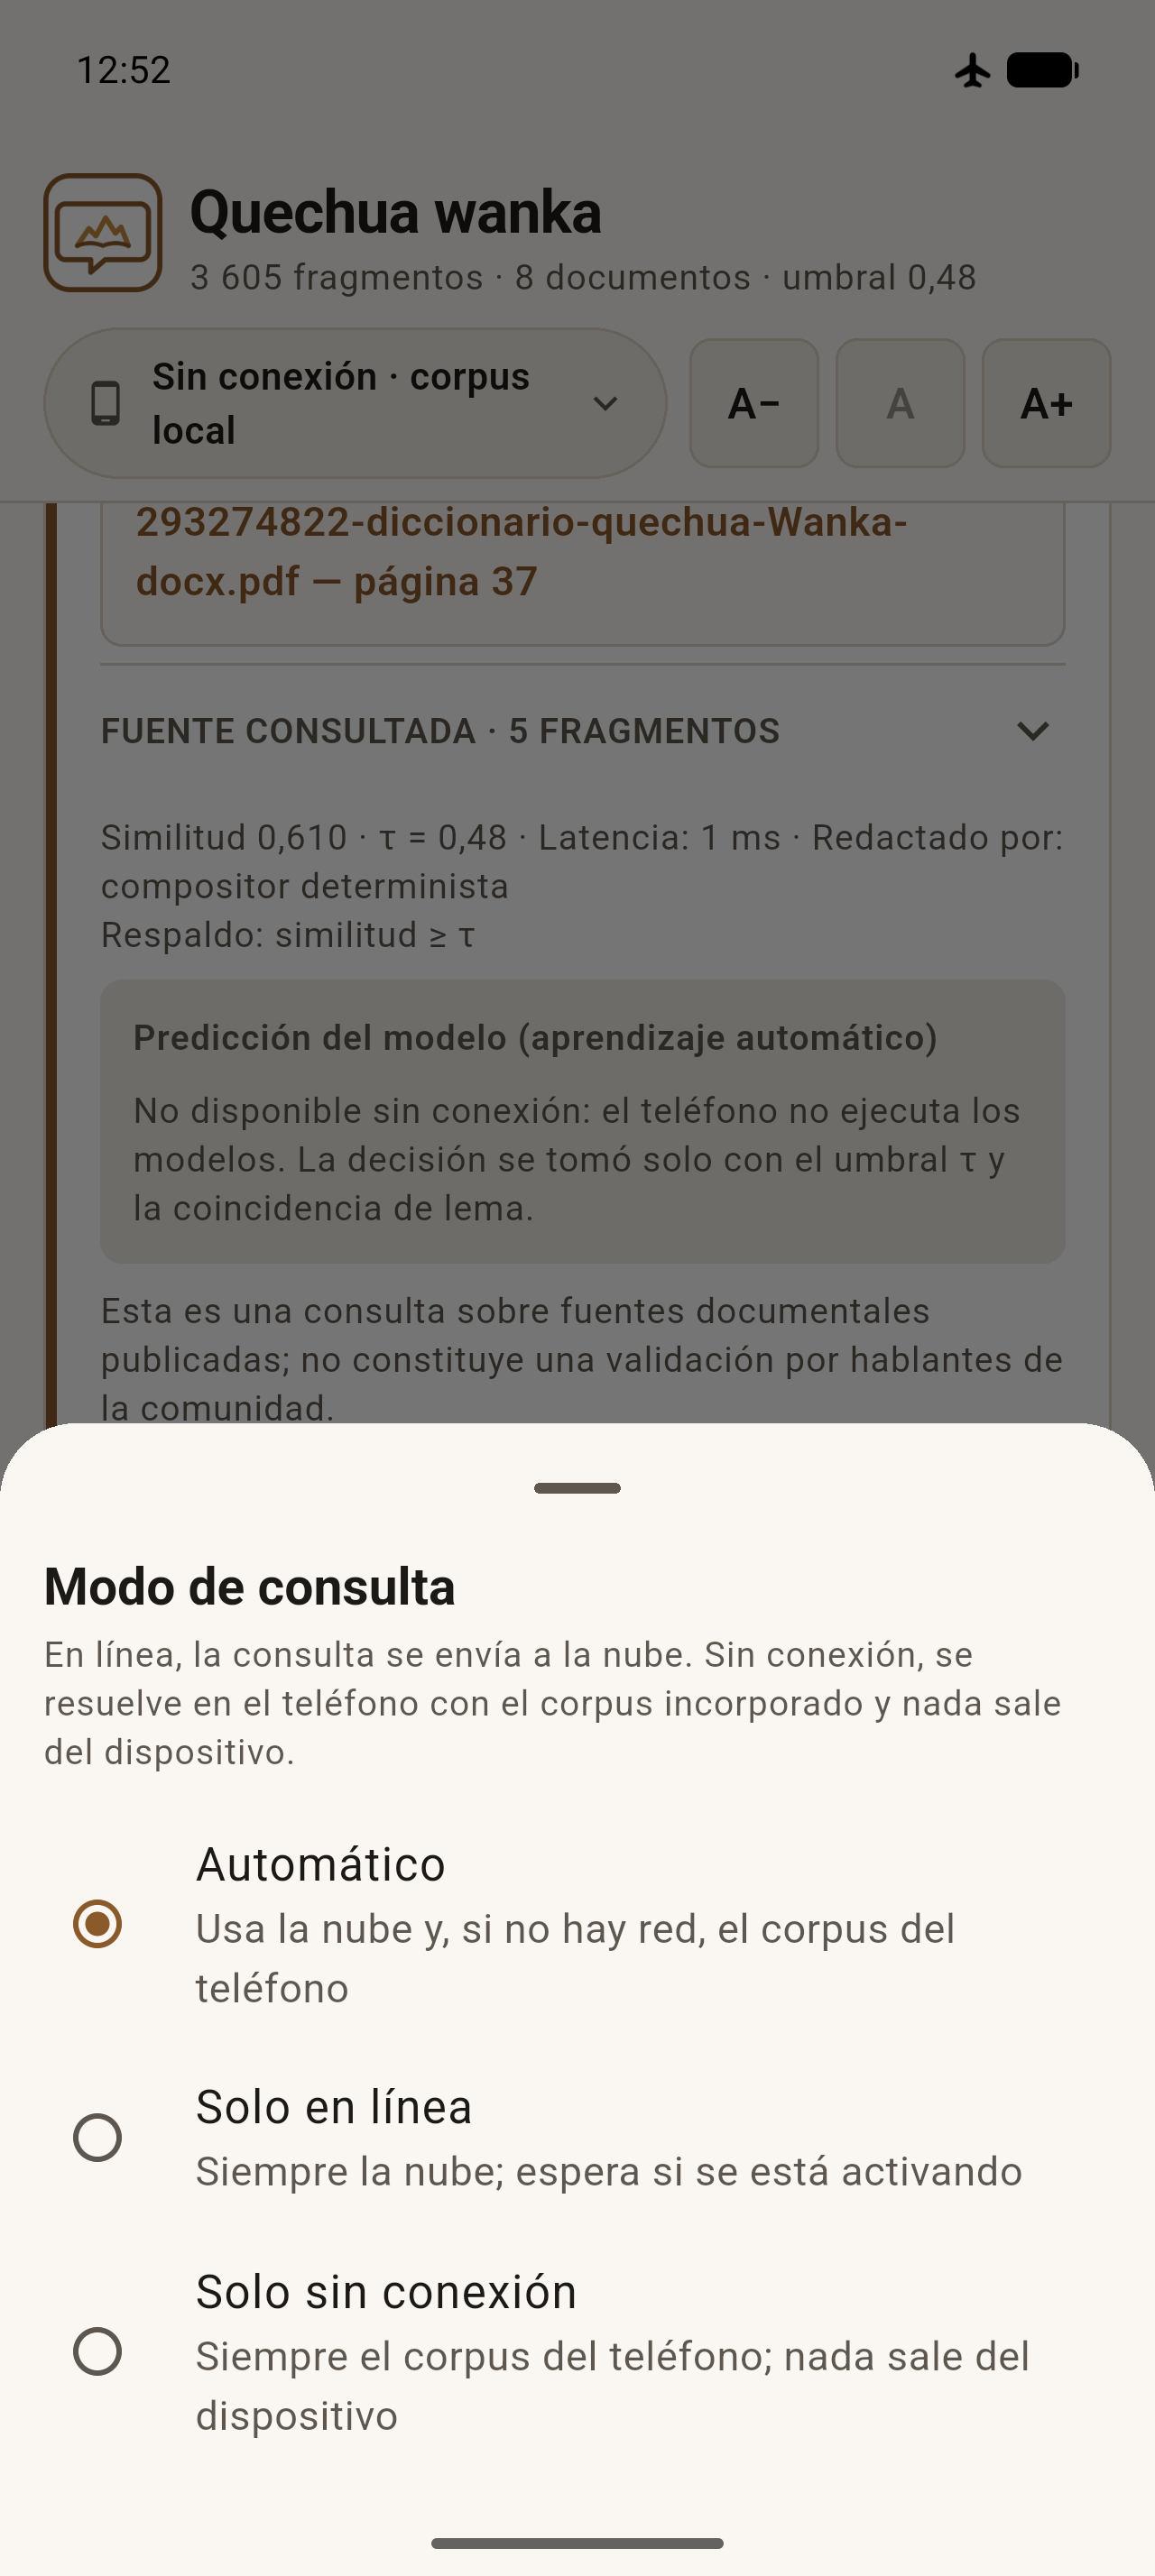 12:52
Quechua wanka
3 605 fragmentos · 8 documentos · umbral 0,48
Sin conexión · corpus
local
A−
A
A+
293274822-diccionario-quechua-Wanka-
docx.pdf — página 37
FUENTE CONSULTADA · 5 FRAGMENTOS
Similitud 0,610 · τ = 0,48 · Latencia: 1 ms · Redactado por:
compositor determinista
Respaldo: similitud ≥ τ
Predicción del modelo (aprendizaje automático)
No disponible sin conexión: el teléfono no ejecuta los
modelos. La decisión se tomó solo con el umbral τ y
la coincidencia de lema.
Esta es una consulta sobre fuentes documentales
publicadas; no constituye una validación por hablantes de
la comunidad.
Modo de consulta
En línea, la consulta se envía a la nube. Sin conexión, se
resuelve en el teléfono con el corpus incorporado y nada sale
del dispositivo.
Automático
Usa la nube y, si no hay red, el corpus del
teléfono
Solo en línea
Siempre la nube; espera si se está activando
Solo sin conexión
Siempre el corpus del teléfono; nada sale del
dispositivo